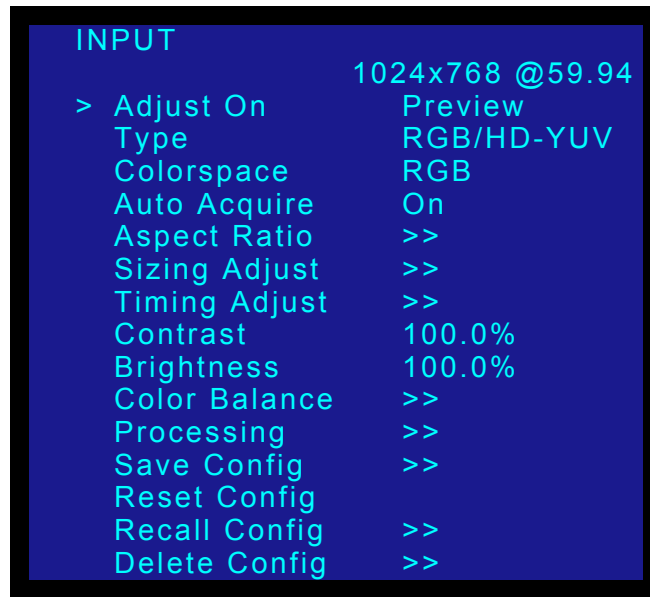 INPUT
1024x768 @59.94
> Adjust On Preview
Type RGB/HD-YUV
Colorspace RGB
Auto Acquire On
Aspect Ratio >>
Sizing Adjust >>
Timing Adjust >>
Contrast 100.0%
Brightness 100.0%
Color Balance >>
Processing >>
Save Config >>
Reset Config
Recall Config >>
Delete Config >>